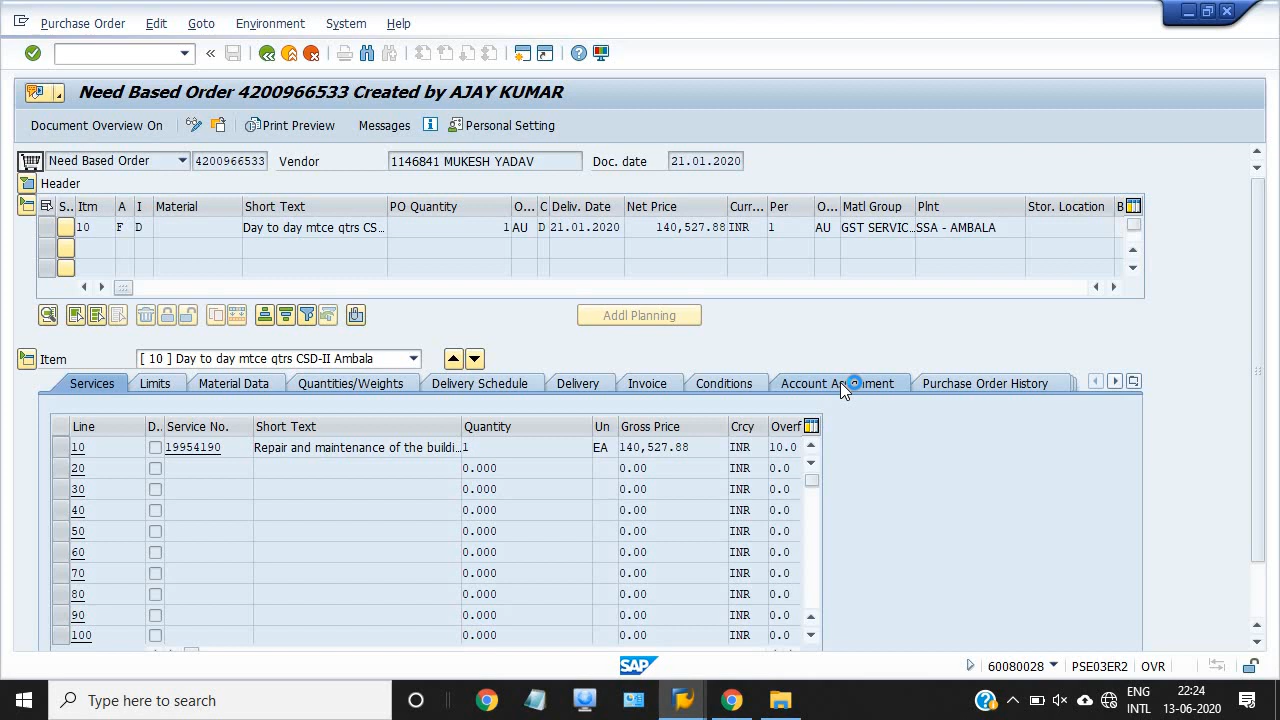 Purchase Order Edit Goto Environment System Help
Need Based Order 4200966533 Created by AJAY KUMAR
Document Overview On Print Preview Messages Personal Setting
Need Based Order 4200966533 Vendor 1146841 MUKESH YADAV Doc. date 21.01.2020
Header
S.. Itm A I Material Short Text PO Quantity O... C Deliv. Date Net Price Curr... Per O... Matl Group Plnt Stor. Location B
10 F D Day to day mtce qtrs CS... 1 AU D 21.01.2020 140,527.88 INR 1 AU GST SERVIC... SSA - AMBALA
Addl Planning
Item [ 10 ] Day to day mtce qtrs CSD-II Ambala
Services Limits Material Data Quantities/Weights Delivery Schedule Delivery Invoice Conditions Account Assignment Purchase Order History
Line D.. Service No. Short Text Quantity Un Gross Price Crcy Overf
10 19954190 Repair and maintenance of the buildi... 1 EA 140,527.88 INR 10.0
20 0.000 0.00 INR 0.0
30 0.000 0.00 INR 0.0
40 0.000 0.00 INR 0.0
50 0.000 0.00 INR 0.0
60 0.000 0.00 INR 0.0
70 0.000 0.00 INR 0.0
80 0.000 0.00 INR 0.0
90 0.000 0.00 INR 0.0
100 0.000 0.00 INR 0.0
SAP 60080028 PSE03ER2 OVR
Type here to search
ENG 22:24
INTL 13-06-2020